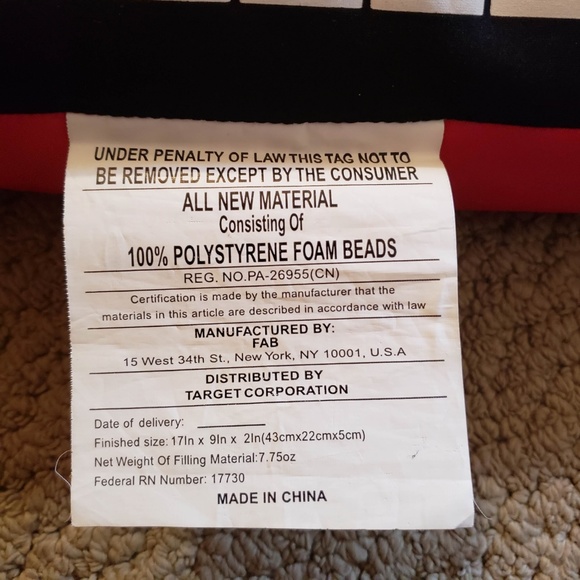 UNDER PENALTY OF LAW THIS TAG NOT TO
BE REMOVED EXCEPT BY THE CONSUMER
ALL NEW MATERIAL
Consisting Of
100% POLYSTYRENE FOAM BEADS
REG. NO.PA-26955(CN)
Certification is made by the manufacturer that the
materials in this article are described in accordance with law
MANUFACTURED BY:
FAB
15 West 34th St., New York, NY 10001, U.S.A
DISTRIBUTED BY
TARGET CORPORATION
Date of delivery:
Finished size: 17In x 9In x 2In(43cmx22cmx5cm)
Net Weight Of Filling Material:7.75oz
Federal RN Number: 17730
MADE IN CHINA